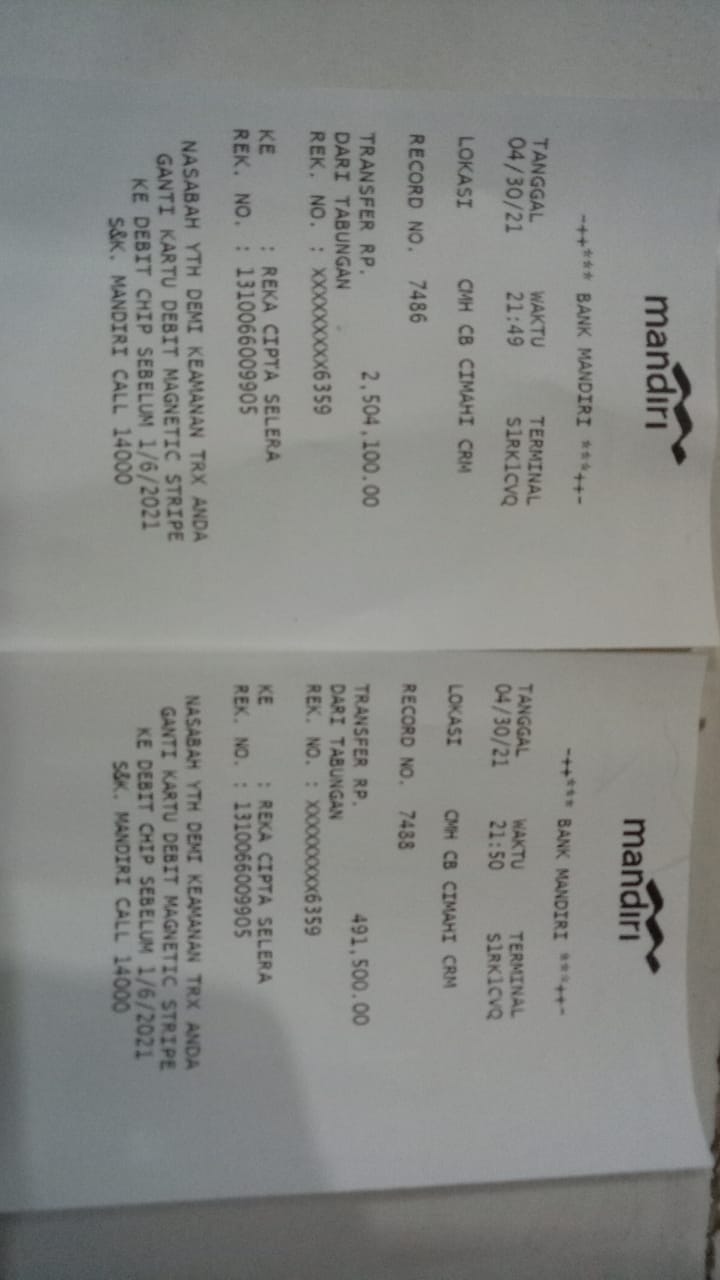 mandırı
-++*** BANK MANDIRI ***++-
TANGGAL WAKTU TERMINAL
04/30/21 21:49 S1RK1CVQ
LOKASI CMH CB CIMAHI CRM
RECORD NO. 7486
TRANSFER RP. 2,504,100.00
DARI TABUNGAN
REK. NO. : XXXXXXXXX6359
KE : REKA CIPTA SELERA
REK. NO. : 1310066009905
NASABAH YTH DEMI KEAMANAN TRX ANDA
GANTI KARTU DEBIT MAGNETIC STRIPE
KE DEBIT CHIP SEBELUM 1/6/2021
S&K. MANDIRI CALL 14000
mandırı
-++*** BANK MANDIRI ***++-
TANGGAL WAKTU TERMINAL
04/30/21 21:50 S1RK1CVQ
LOKASI CMH CB CIMAHI CRM
RECORD NO. 7488
TRANSFER RP. 491,500.00
DARI TABUNGAN
REK. NO. : XXXXXXXXX6359
KE : REKA CIPTA SELERA
REK. NO. : 1310066009905
NASABAH YTH DEMI KEAMANAN TRX ANDA
GANTI KARTU DEBIT MAGNETIC STRIPE
KE DEBIT CHIP SEBELUM 1/6/2021
S&K. MANDIRI CALL 14000